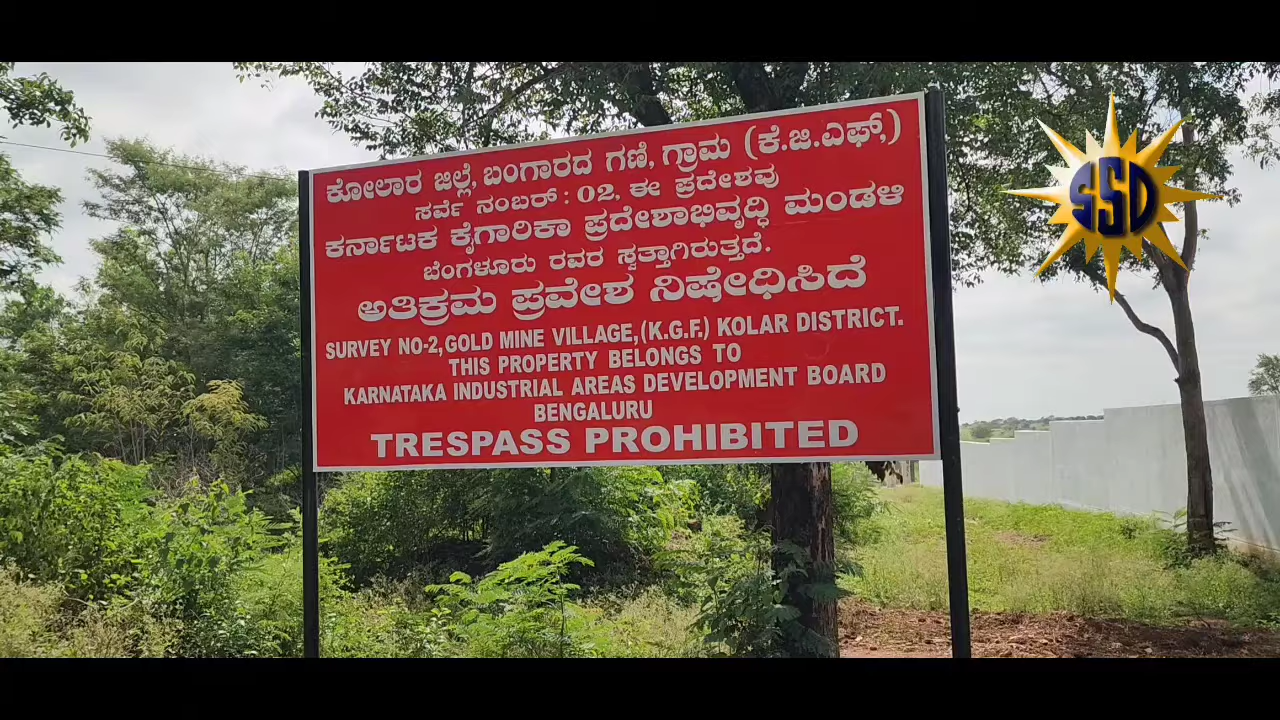 ಕೋಲಾರ ಜಿಲ್ಲೆ, ಬಂಗಾರದ ಗಣಿ, ಗ್ರಾಮ (ಕೆ.ಜಿ.ಎಫ್,)
ಸರ್ವೆ ನಂಬರ್ : 02, ಈ ಪ್ರದೇಶವು
ಕರ್ನಾಟಕ ಕೈಗಾರಿಕಾ ಪ್ರದೇಶಾಭಿವೃದ್ಧಿ ಮಂಡಳಿ
ಬೆಂಗಳೂರು ರವರ ಸ್ವತ್ತಾಗಿರುತ್ತದೆ.
ಅತಿಕ್ರಮ ಪ್ರವೇಶ ನಿಷೇಧಿಸಿದೆ
SURVEY NO-2,GOLD MINE VILLAGE,(K.G.F.) KOLAR DISTRICT.
THIS PROPERTY BELONGS TO
KARNATAKA INDUSTRIAL AREAS DEVELOPMENT BOARD
BENGALURU
TRESPASS PROHIBITED
SSD